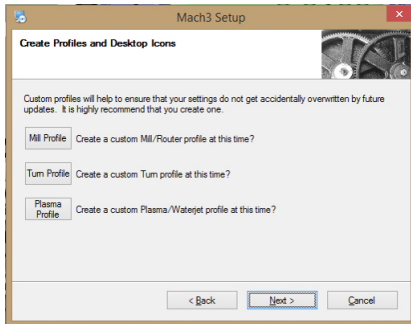 Mach3 Setup
Create Profiles and Desktop Icons
Custom profiles will help to ensure that your settings do not get accidentally overwritten by future
updates. It is highly recommend that you create one.
Mill Profile Create a custom Mill/Router profile at this time?
Turn Profile Create a custom Turn profile at this time?
Plasma
Profile Create a custom Plasma/Waterjet profile at this time?
< Back Next > Cancel